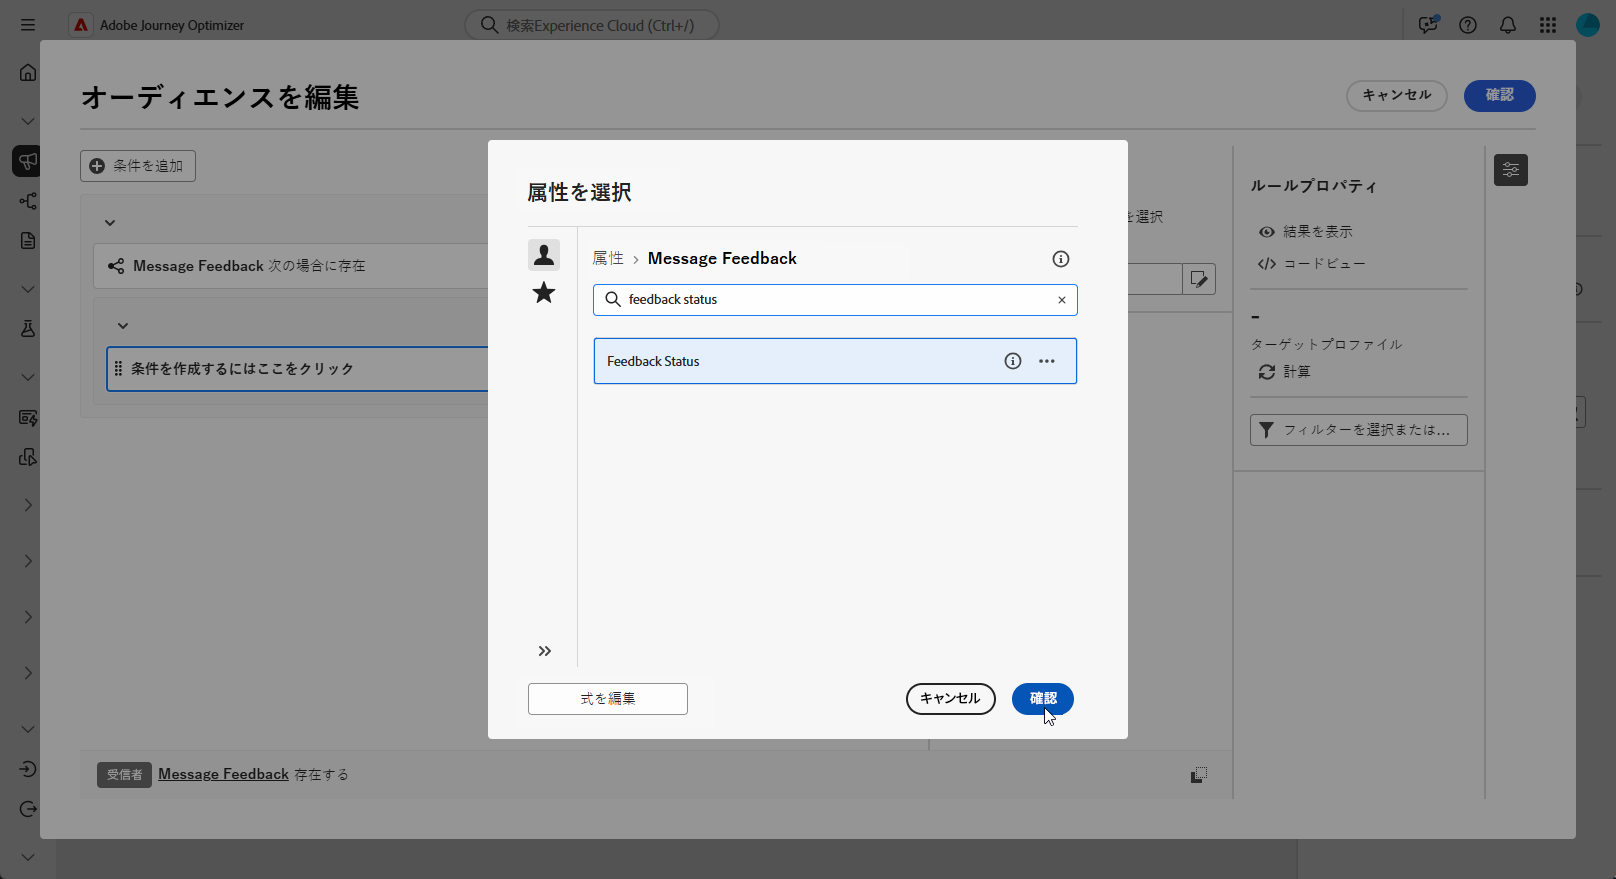 Adobe Journey Optimizer
検索Experience Cloud (Ctrl+/)
オーディエンスを編集
キャンセル
確認
条件を追加
Message Feedback 次の場合に存在
条件を作成するにはここをクリック
属性を選択
属性 › Message Feedback
feedback status
Feedback Status
式を編集
キャンセル
確認
を選択
ルールプロパティ
結果を表示
コードビュー
–
ターゲットプロファイル
計算
フィルターを選択または...
受信者 Message Feedback 存在する